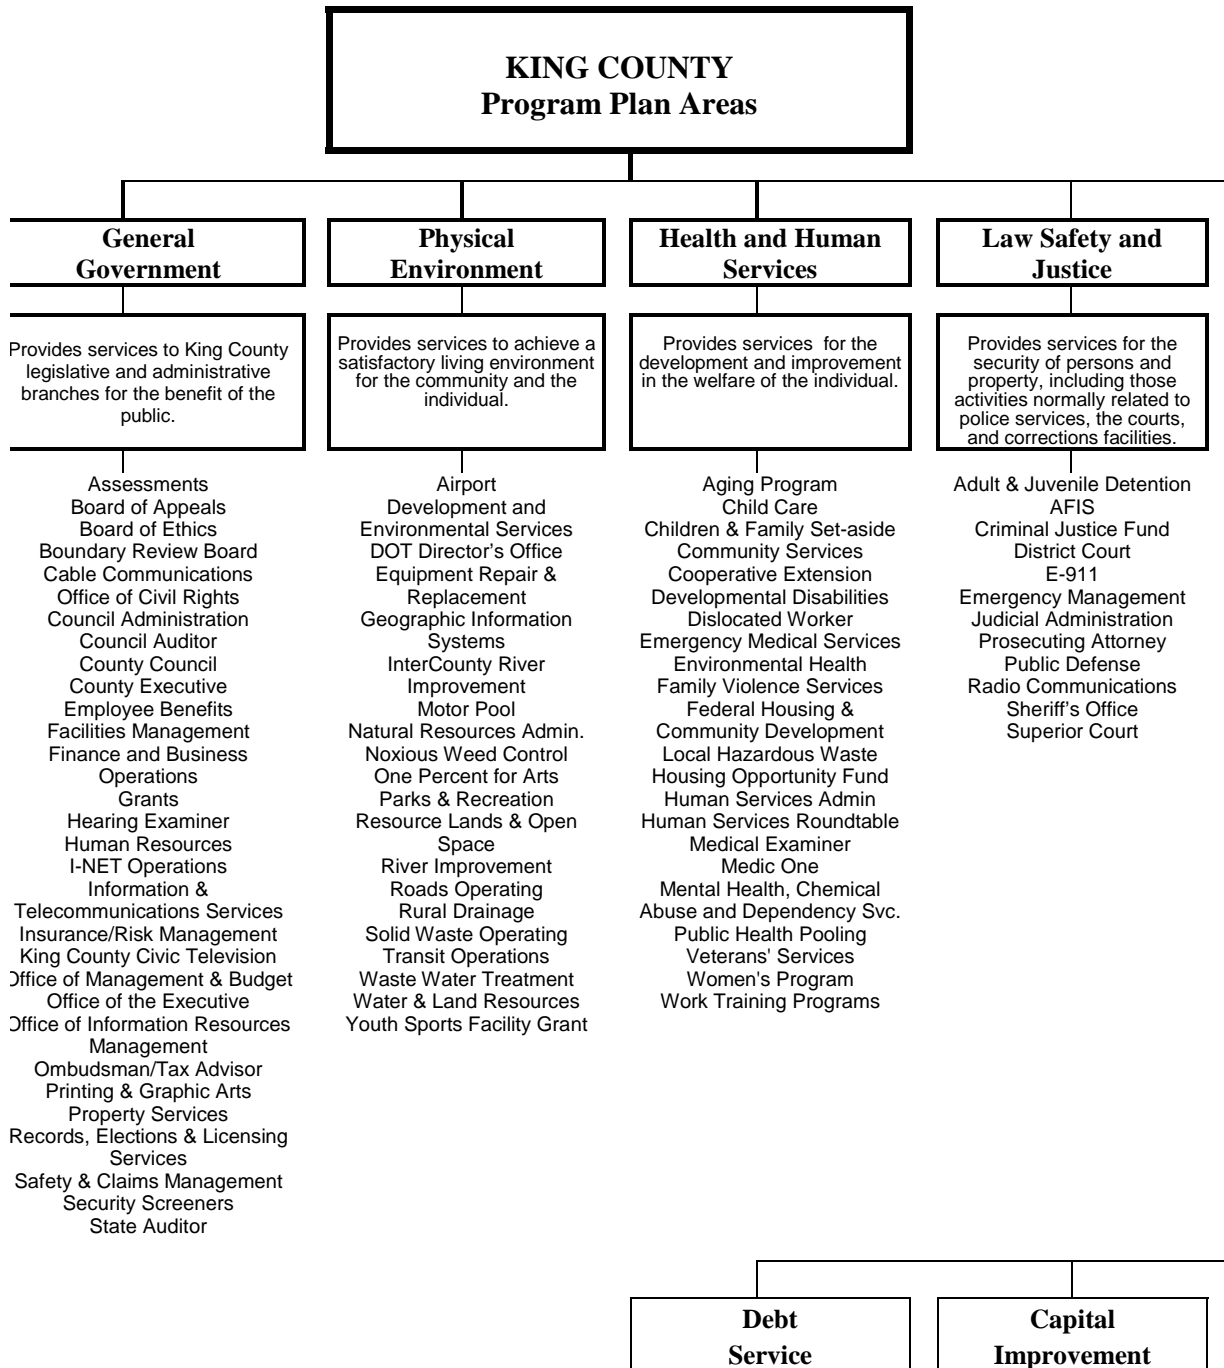 KING COUNTY
Program Plan Areas
General
Government
Provides services to King County
legislative and administrative
branches for the benefit of the
public.
Assessments
Board of Appeals
Board of Ethics
Boundary Review Board
Cable Communications
Office of Civil Rights
Council Administration
Council Auditor
County Council
County Executive
Employee Benefits
Facilities Management
Finance and Business
Operations
Grants
Hearing Examiner
Human Resources
I-NET Operations
Information &
Telecommunications Services
Insurance/Risk Management
King County Civic Television
Office of Management & Budget
Office of the Executive
Office of Information Resources
Management
Ombudsman/Tax Advisor
Printing & Graphic Arts
Property Services
Records, Elections & Licensing
Services
Safety & Claims Management
Security Screeners
State Auditor
Physical
Environment
Provides services to achieve a
satisfactory living environment
for the community and the
individual.
Airport
Development and
Environmental Services
DOT Director's Office
Equipment Repair &
Replacement
Geographic Information
Systems
InterCounty River
Improvement
Motor Pool
Natural Resources Admin.
Noxious Weed Control
One Percent for Arts
Parks & Recreation
Resource Lands & Open
Space
River Improvement
Roads Operating
Rural Drainage
Solid Waste Operating
Transit Operations
Waste Water Treatment
Water & Land Resources
Youth Sports Facility Grant
Health and Human
Services
Provides services for the
development and improvement
in the welfare of the individual.
Aging Program
Child Care
Children & Family Set-aside
Community Services
Cooperative Extension
Developmental Disabilities
Dislocated Worker
Emergency Medical Services
Environmental Health
Family Violence Services
Federal Housing &
Community Development
Local Hazardous Waste
Housing Opportunity Fund
Human Services Admin
Human Services Roundtable
Medical Examiner
Medic One
Mental Health, Chemical
Abuse and Dependency Svc.
Public Health Pooling
Veterans' Services
Women's Program
Work Training Programs
Law Safety and
Justice
Provides services for the
security of persons and
property, including those
activities normally related to
police services, the courts,
and corrections facilities.
Adult & Juvenile Detention
AFIS
Criminal Justice Fund
District Court
E-911
Emergency Management
Judicial Administration
Prosecuting Attorney
Public Defense
Radio Communications
Sheriff's Office
Superior Court
Debt
Service
Capital
Improvement